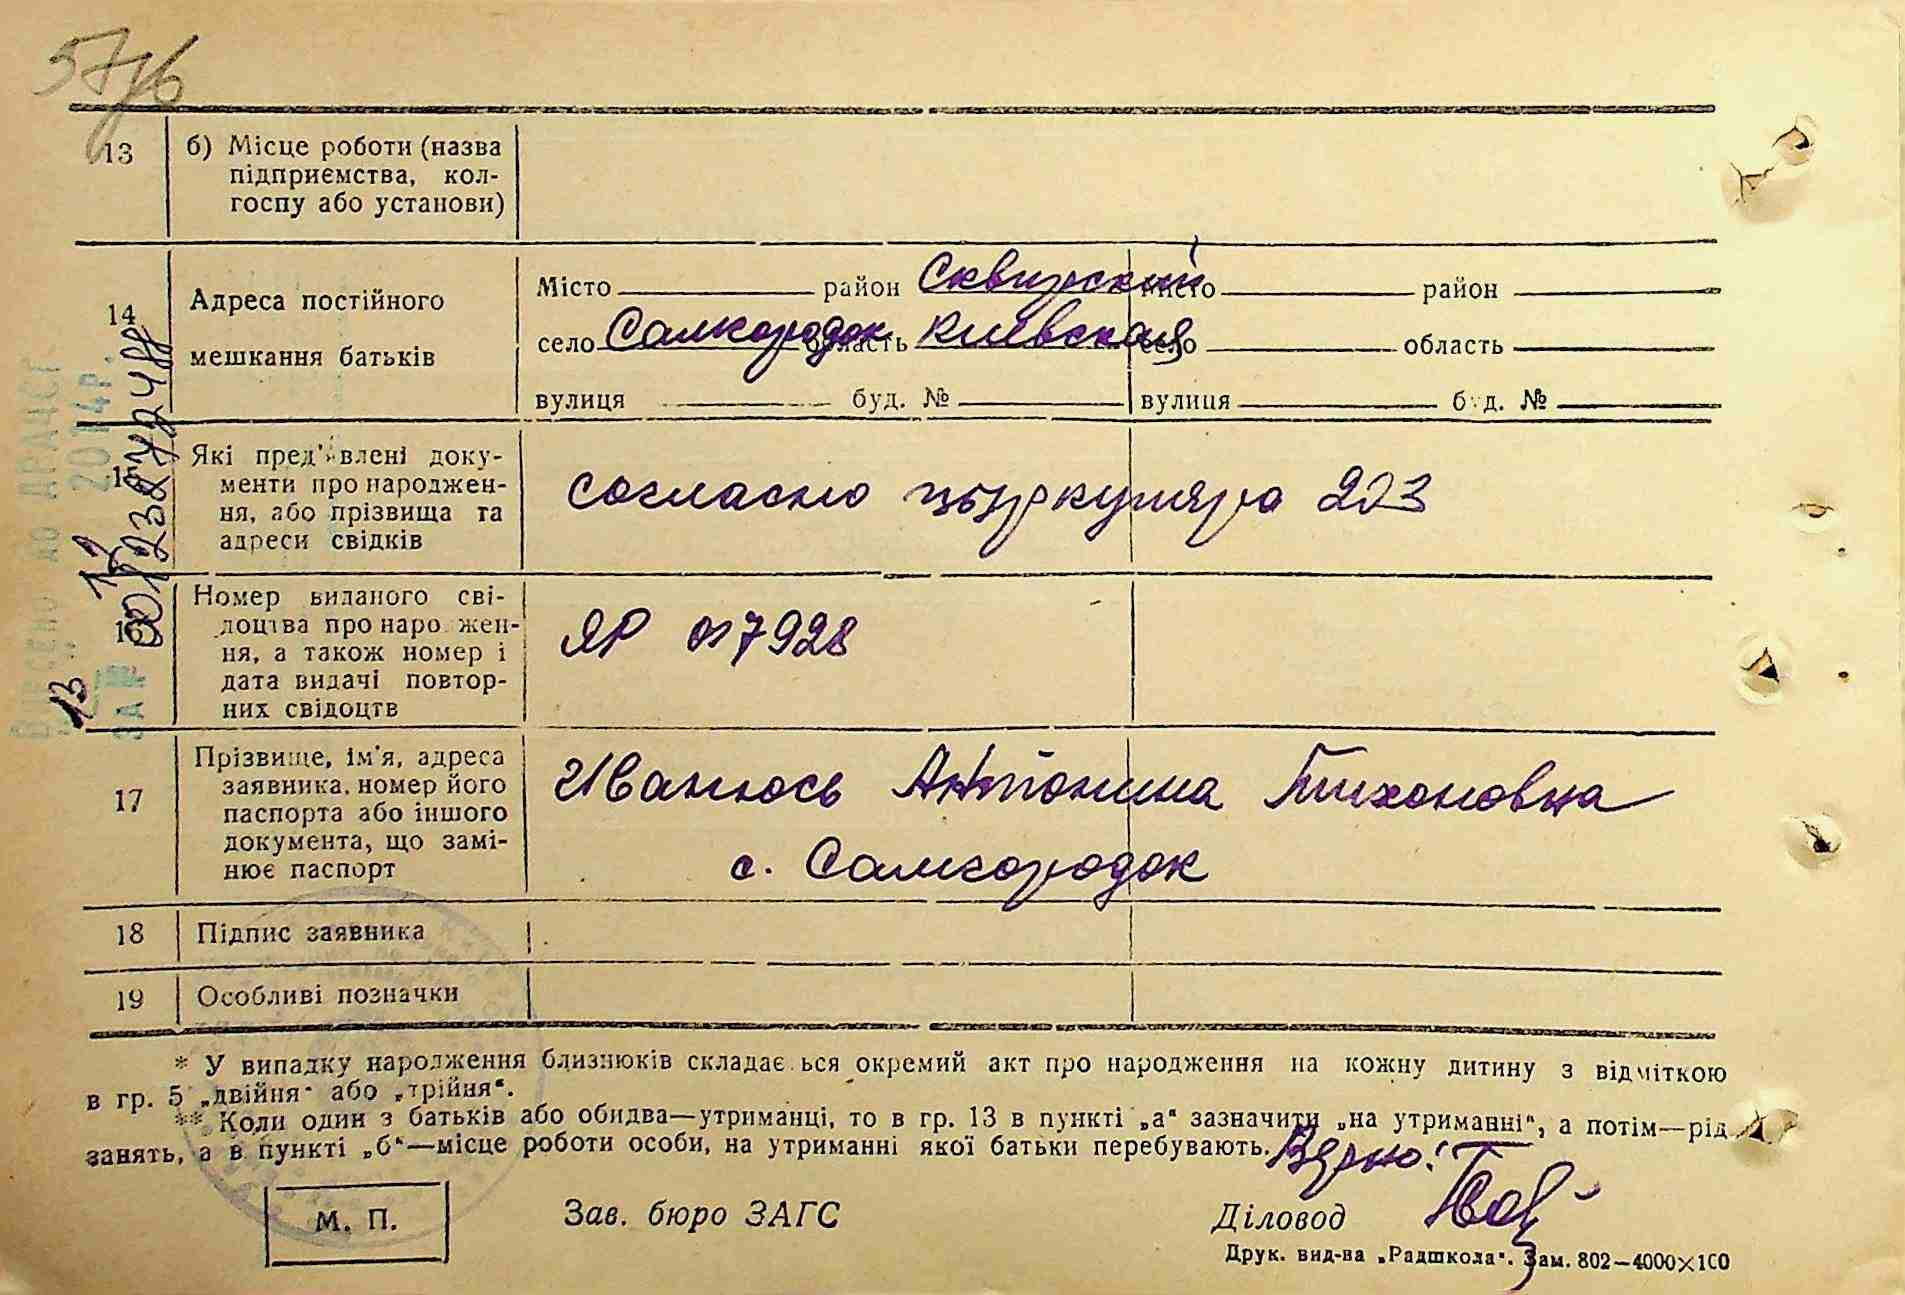 13 б) Місце роботи (назва
підприємства, кол-
госпу або установи)
14 Адреса постійного
мешкання батьків
Місто район Сквирский місто район
село Самгородок область Киевская село область
вулиця буд. № вулиця буд. №
15 Які пред'явлені доку-
менти про народжен-
ня, або прізвища та
адреси свідків
согласно цыркуляра 223
16 Номер виданого сві-
доцтва про народжен-
ня, а також номер і
дата видачі повтор-
них свідоцтв
ЯР 017928
17 Прізвище, ім'я, адреса
заявника, номер його
паспорта або іншого
документа, що замі-
нює паспорт
Иванюсь Антонина Тихоновна
с. Самгородок
18 Підпис заявника
19 Особливі позначки
* У випадку народження близнюків складається окремий акт про народження на кожну дитину з відміткою
в гр. 5 „двійня“ або „трійня“.
** Коли один з батьків або обидва—утриманці, то в гр. 13 в пункті „а“ зазначити „на утриманні“, а потім—рід
занять, а в пункті „б“—місце роботи особи, на утриманні якої батьки перебувають.
Верно!
М. П. Зав. бюро ЗАГС Діловод
Друк. вид-ва „Радшкола“. Зам. 802—4000×100